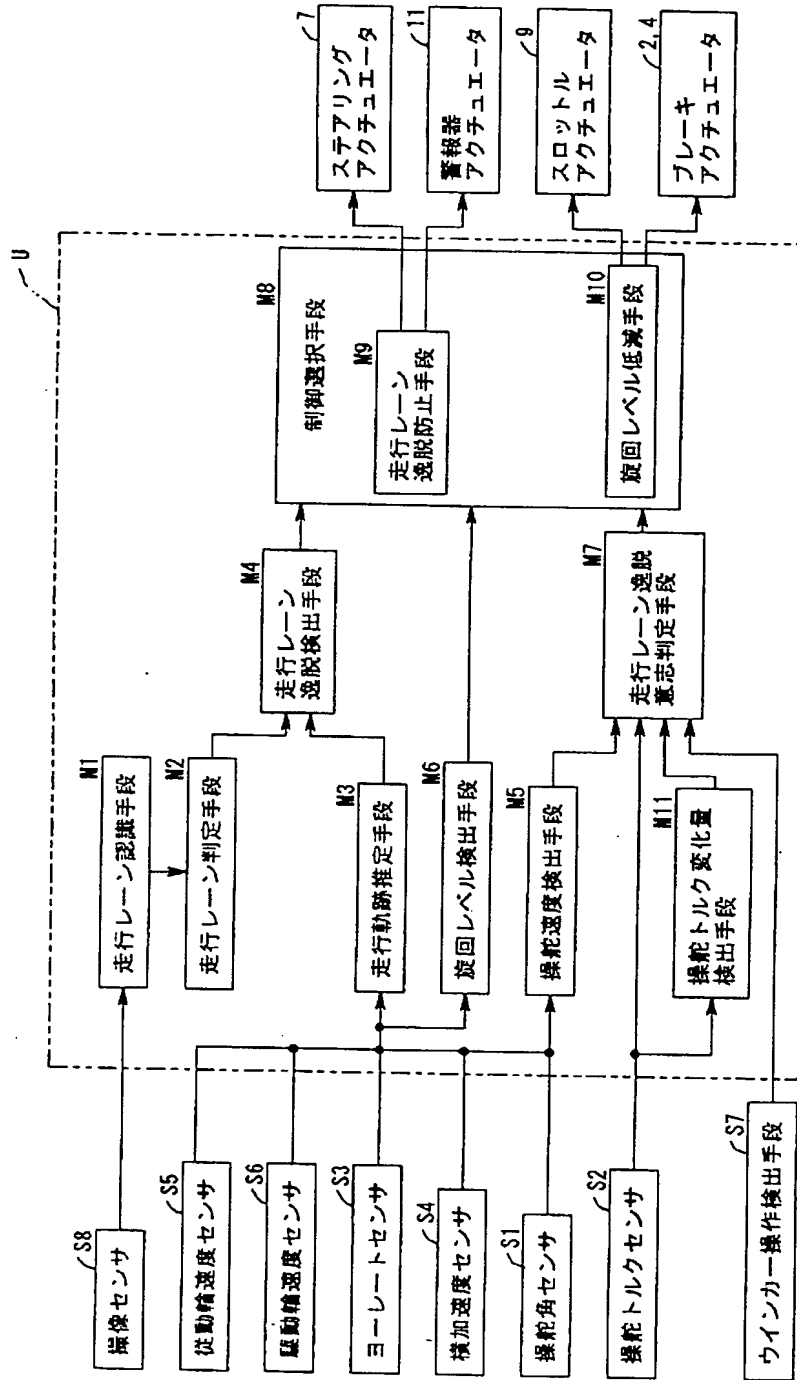 U
S8
撮像センサ
S5
従動輪速度センサ
S6
駆動輪速度センサ
S3
ヨーレートセンサ
S4
横加速度センサ
S1
操舵角センサ
S2
操舵トルクセンサ
S7
ウインカー操作検出手段
M1
走行レーン認識手段
M2
走行レーン判定手段
M3
走行軌跡推定手段
M6
旋回レベル検出手段
M5
操舵速度検出手段
M11
操舵トルク変化量
検出手段
M4
走行レーン
逸脱検出手段
M7
走行レーン逸脱
意志判定手段
M8
制御選択手段
M9
走行レーン
逸脱防止手段
M10
旋回レベル低減手段
7
ステアリング
アクチュエータ
11
警報器
アクチュエータ
9
スロットル
アクチュエータ
2,4
ブレーキ
アクチュエータ